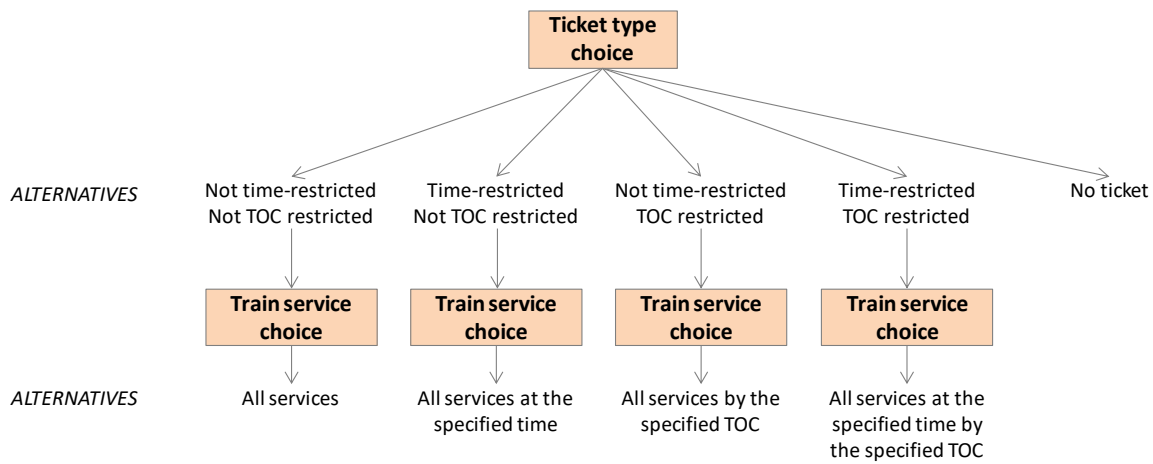 Ticket type
choice
ALTERNATIVES
Not time-restricted
Not TOC restricted
Time-restricted
Not TOC restricted
Not time-restricted
TOC restricted
Time-restricted
TOC restricted
No ticket
Train service
choice
Train service
choice
Train service
choice
Train service
choice
ALTERNATIVES
All services
All services at the
specified time
All services by the
specified TOC
All services at the
specified time by
the specified TOC